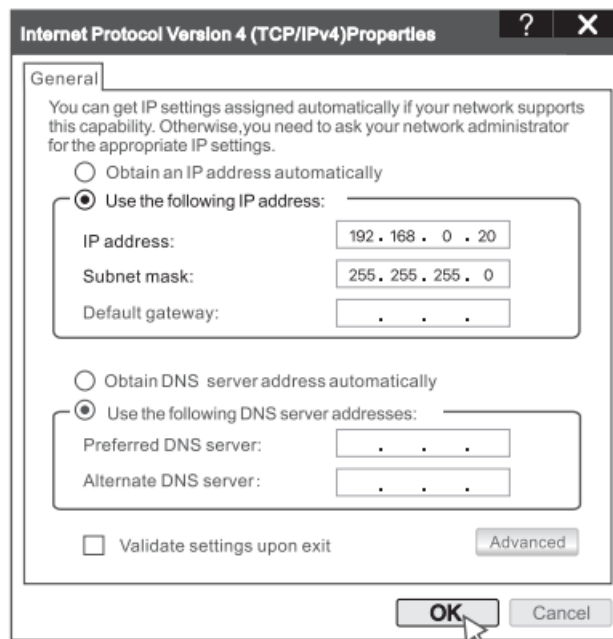 Internet Protocol Version 4 (TCP/IPv4)Properties ? X
General
You can get IP settings assigned automatically if your network supports
this capability. Otherwise,you need to ask your network administrator
for the appropriate IP settings.
Obtain an IP address automatically
Use the following IP address:
IP address: 192 . 168 . 0 . 20
Subnet mask: 255 . 255 . 255 . 0
Default gateway: . . .
Obtain DNS server address automatically
Use the following DNS server addresses:
Preferred DNS server: . . .
Alternate DNS server: . . .
Validate settings upon exit Advanced
OK Cancel